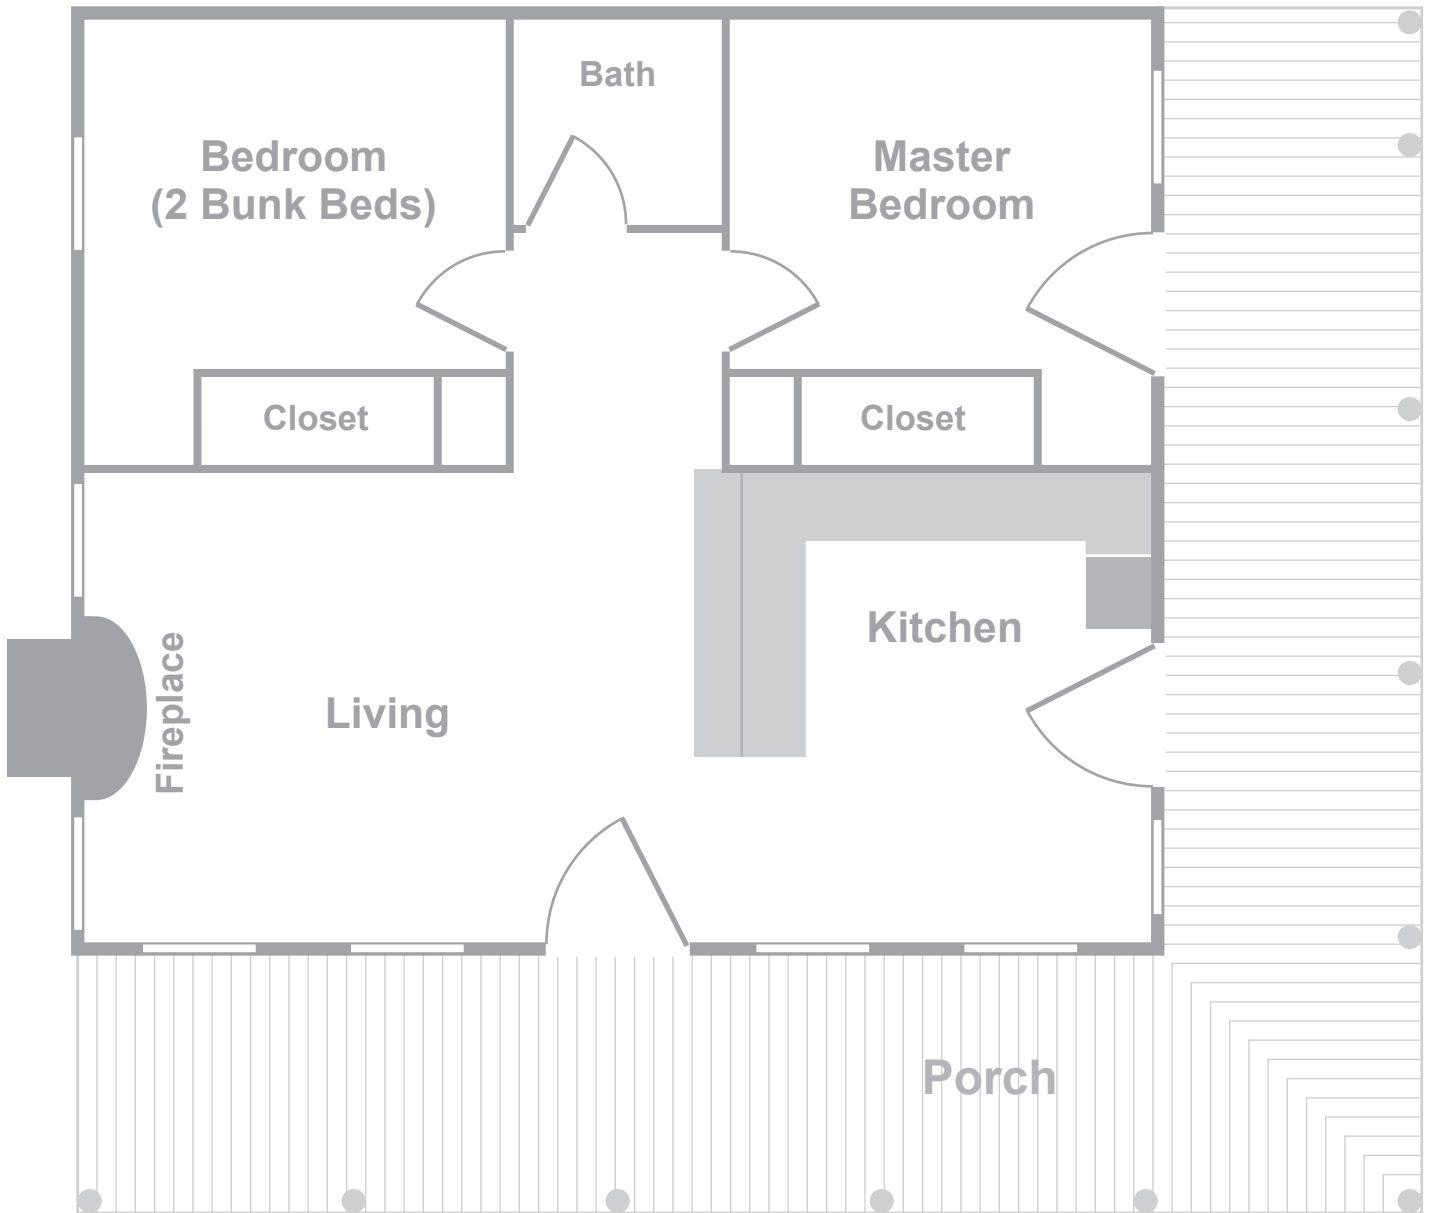 Bath
Bedroom
(2 Bunk Beds)
Master
Bedroom
Closet
Closet
Kitchen
Living
Fireplace
Porch